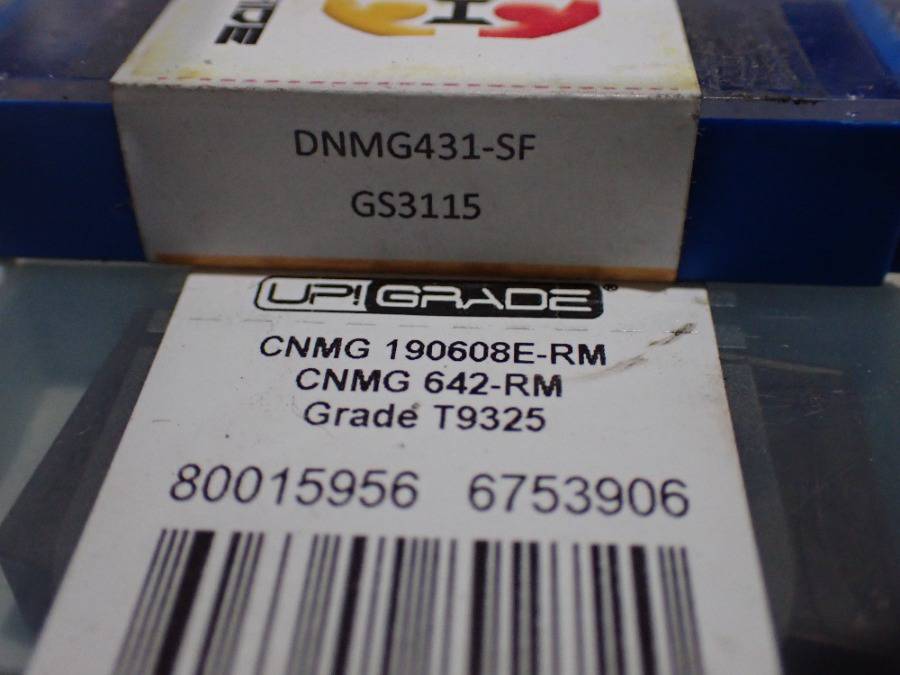 DNMG431-SF
GS3115
UP! GRADE®
CNMG 190608E-RM
CNMG 642-RM
Grade T9325
80015956 6753906